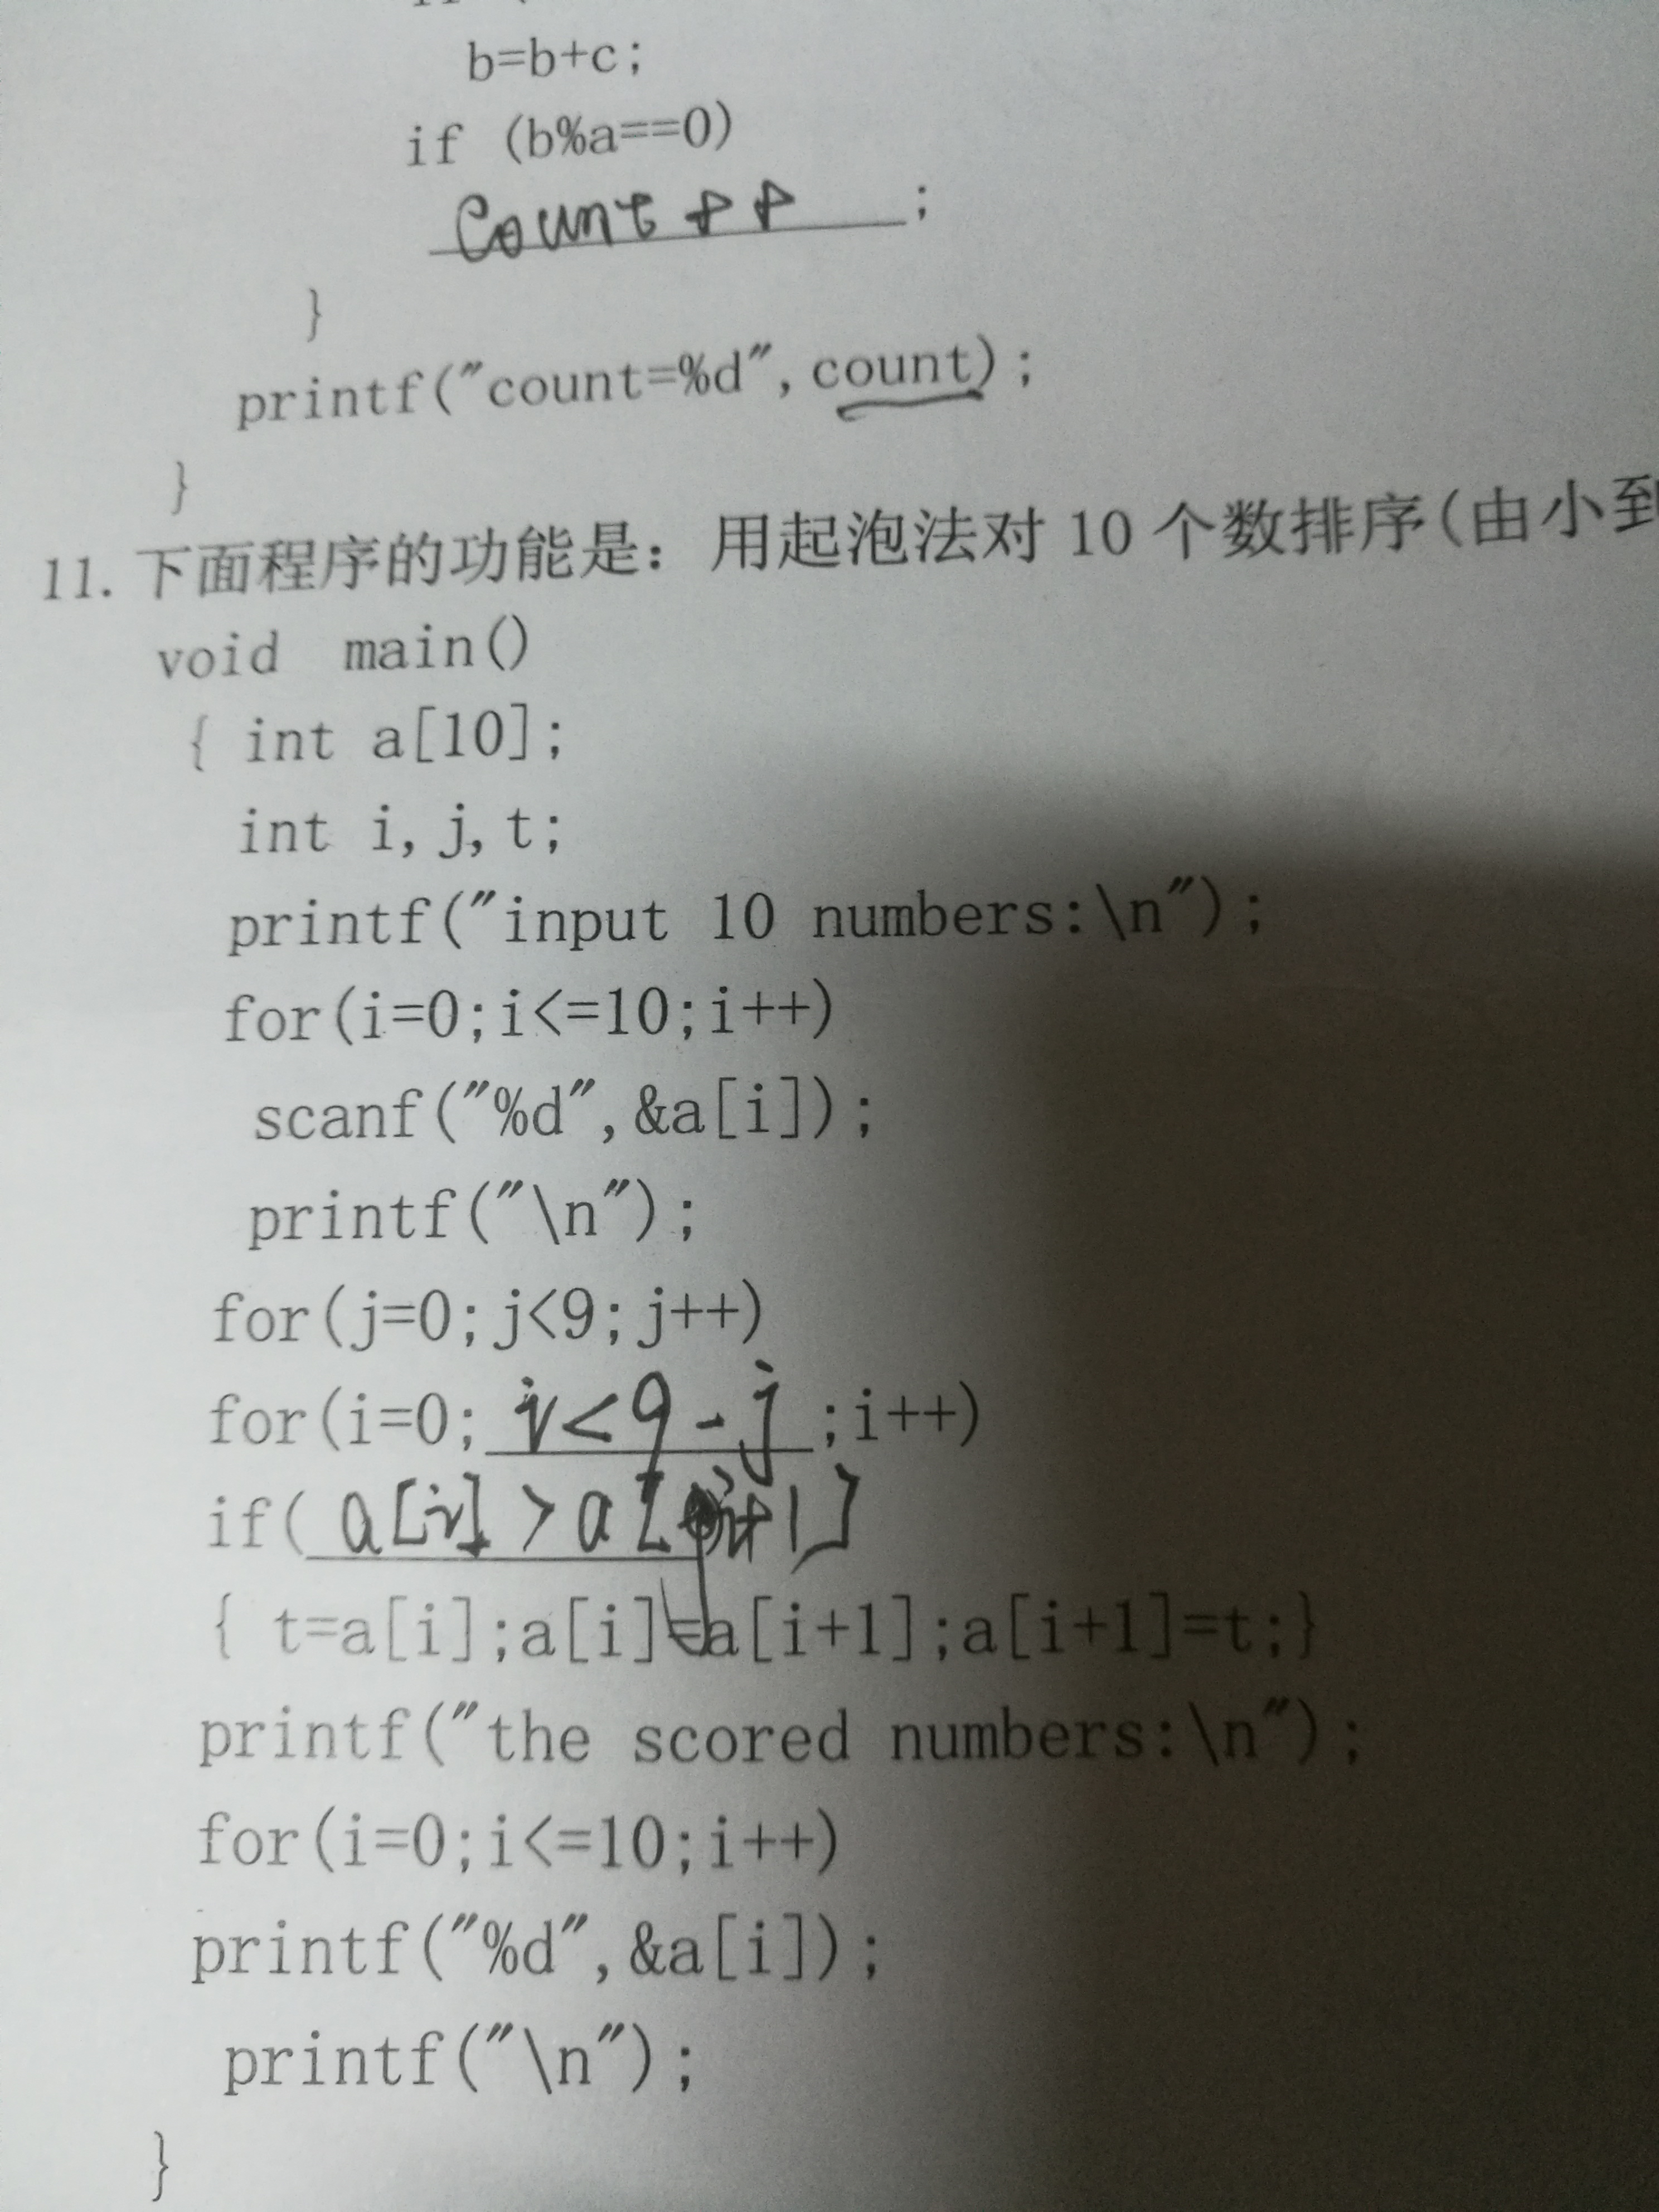 b=b+c;
if (b%a==0)
count++ ;
}
printf("count=%d",count);
}
11. 下面程序的功能是：用起泡法对 10 个数排序(由小到
void main()
{ int a[10];
int i,j,t;
printf("input 10 numbers:\n");
for(i=0;i<=10;i++)
scanf("%d",&a[i]);
printf("\n");
for(j=0;j<9;j++)
for(i=0; i<9-j ;i++)
if( a[i]>a[i+1]
{ t=a[i];a[i]=a[i+1];a[i+1]=t;}
printf("the scored numbers:\n");
for(i=0;i<=10;i++)
printf("%d",&a[i]);
printf("\n");
}